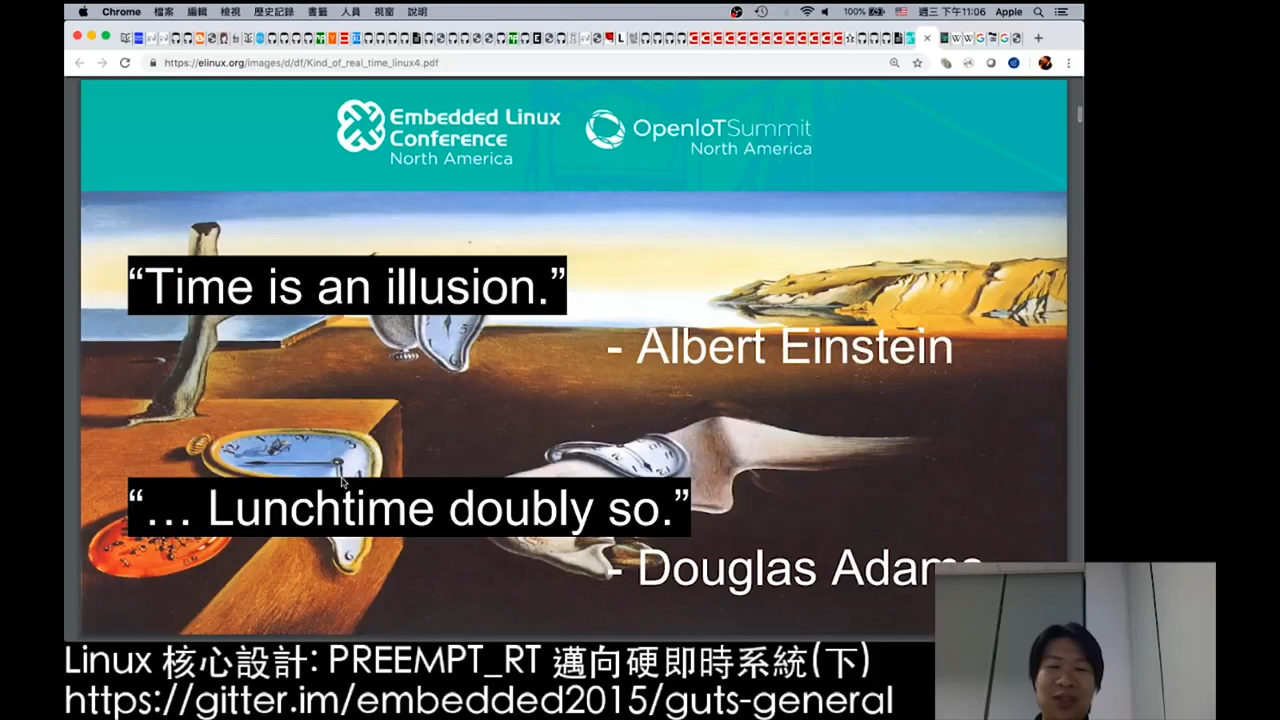 Chrome 檔案 編輯 檢視 歷史記錄 書籤 人員 視窗 說明 100% 週三 下午11:06 Apple
https://elinux.org/images/d/df/Kind_of_real_time_linux4.pdf
Embedded Linux
Conference
North America
OpenIoTSummit
North America
“Time is an illusion.”
- Albert Einstein
“... Lunchtime doubly so.”
- Douglas Adams
Linux 核心設計: PREEMPT_RT 邁向硬即時系統(下)
https://gitter.im/embedded2015/guts-general